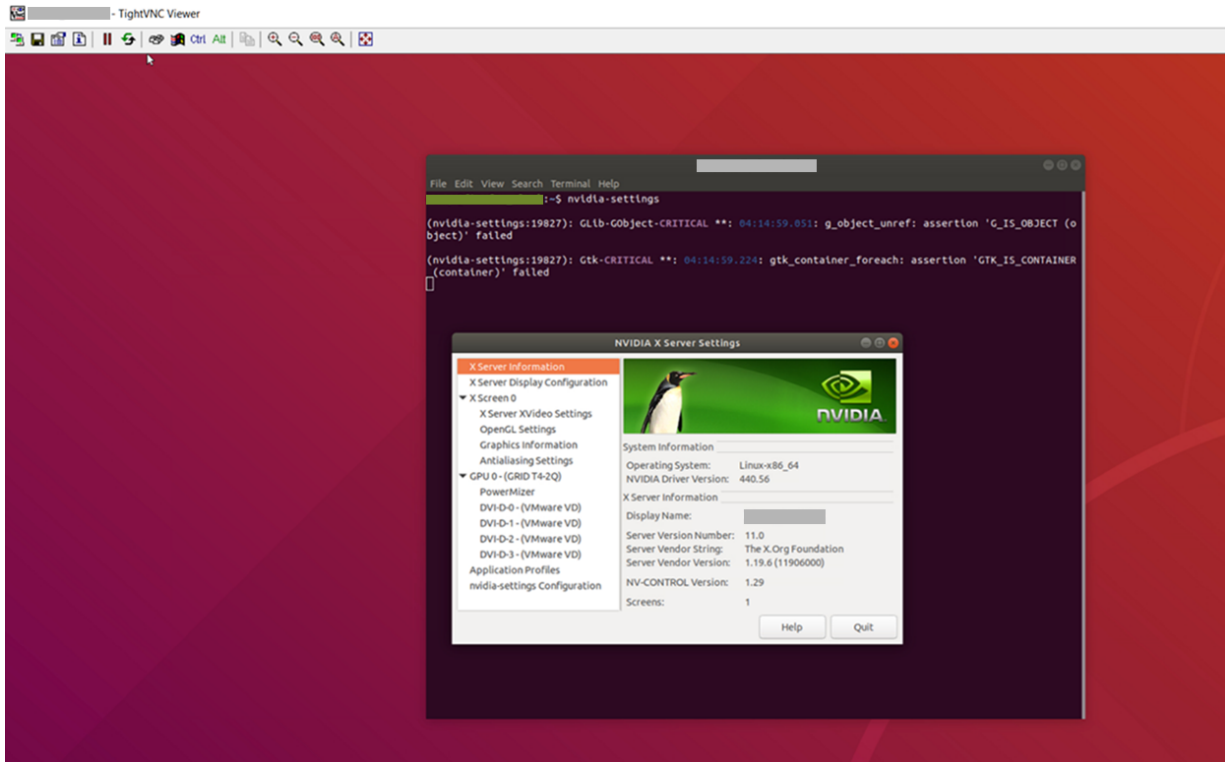 - TightVNC Viewer
Ctrl Alt
File Edit View Search Terminal Help
:~$ nvidia-settings
(nvidia-settings:19827): GLib-GObject-CRITICAL **: 04:14:59.051: g_object_unref: assertion 'G_IS_OBJECT (o
bject)' failed
(nvidia-settings:19827): Gtk-CRITICAL **: 04:14:59.224: gtk_container_foreach: assertion 'GTK_IS_CONTAINER
_(container)' failed
NVIDIA X Server Settings
X Server Information
X Server Display Configuration
X Screen 0
X Server XVideo Settings
OpenGL Settings
Graphics Information
Antialiasing Settings
GPU 0 - (GRID T4-2Q)
PowerMizer
DVI-D-0 - (VMware VD)
DVI-D-1 - (VMware VD)
DVI-D-2 - (VMware VD)
DVI-D-3 - (VMware VD)
Application Profiles
nvidia-settings Configuration
NVIDIA.
System Information
Operating System: Linux-x86_64
NVIDIA Driver Version: 440.56
X Server Information
Display Name:
Server Version Number: 11.0
Server Vendor String: The X.Org Foundation
Server Vendor Version: 1.19.6 (11906000)
NV-CONTROL Version: 1.29
Screens: 1
Help Quit